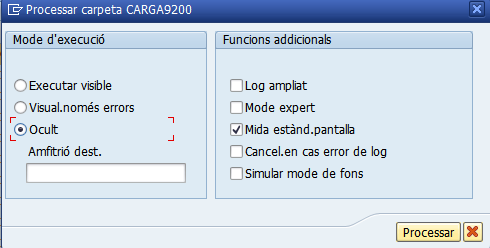 Processar carpeta CARGA9200
Mode d'execució
Executar visible
Visual.només errors
Ocult
Amfitrió dest.
Funcions addicionals
Log ampliat
Mode expert
Mida estànd.pantalla
Cancel.en cas error de log
Simular mode de fons
Processar